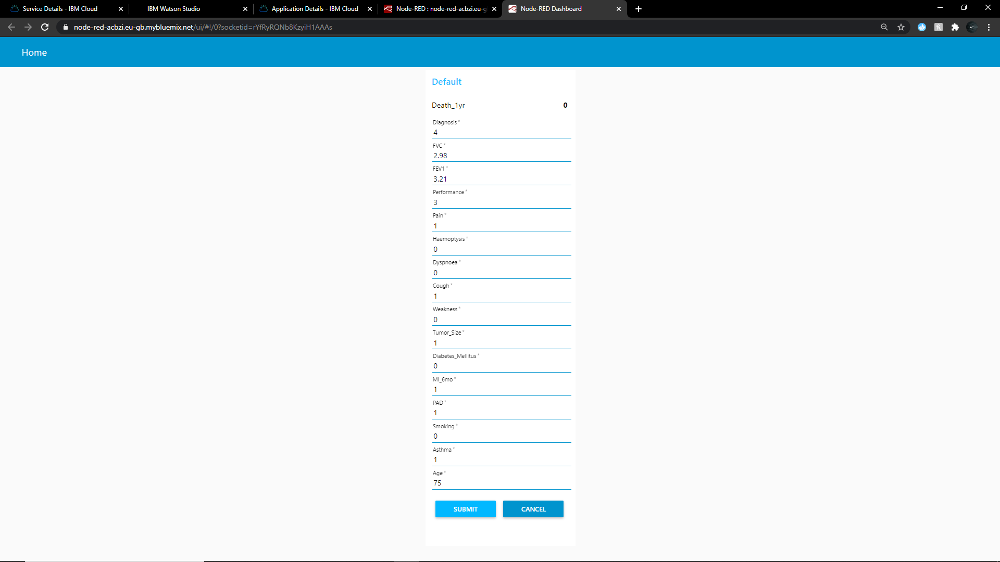 Service Details - IBM Cloud
IBM Watson Studio
Application Details - IBM Cloud
Node-RED : node-red-acbzi.eu-g
Node-RED Dashboard
node-red-acbzi.eu-gb.mybluemix.net/ui/#!/0?socketid=rYfRyRQNb8KzyiH1AAAs
Home
Default
Death_1yr 0
Diagnosis *
4
FVC *
2.98
FEV1 *
3.21
Performance *
3
Pain *
1
Haemoptysis *
0
Dyspnoea *
0
Cough *
1
Weakness *
0
Tumor_Size *
1
Diabetes_Mellitus *
0
MI_6mo *
1
PAD *
1
Smoking *
0
Asthma *
1
Age *
75
SUBMIT CANCEL